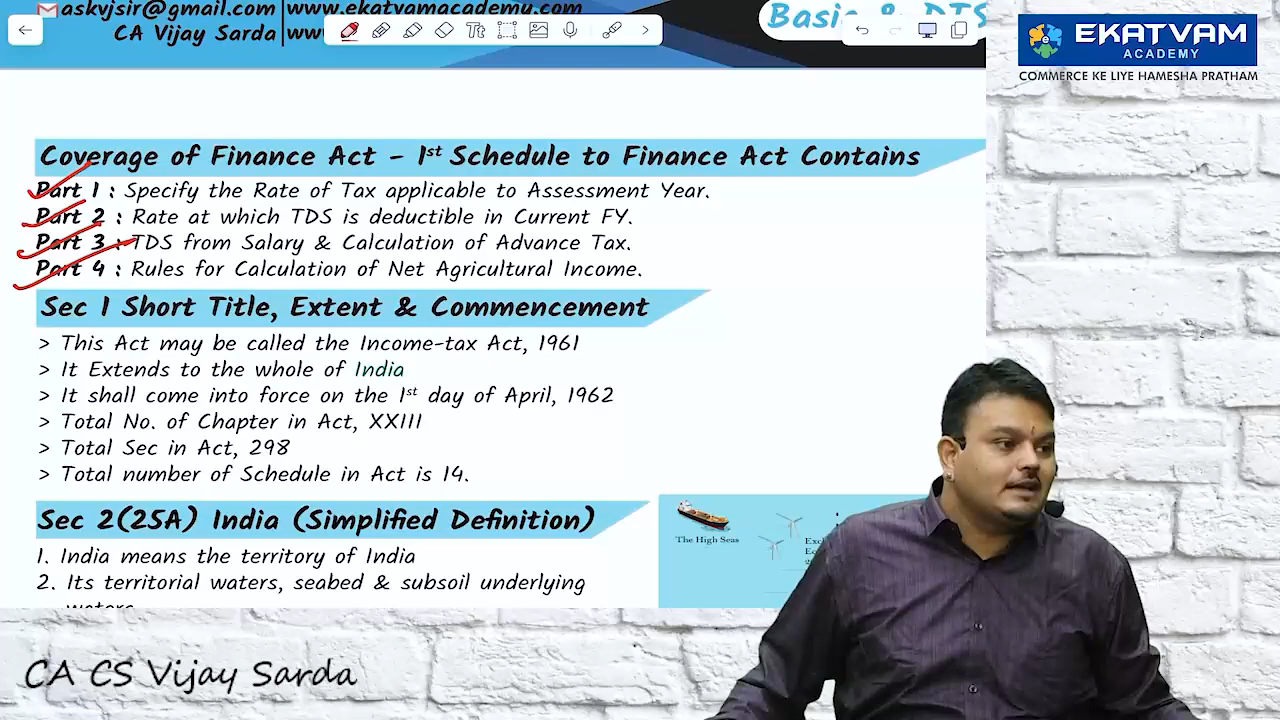 askvjsir@gmail.com www.ekatvamacademy.com
CA Vijay Sarda www
Basic & DTS
EKATVAM
ACADEMY
COMMERCE KE LIYE HAMESHA PRATHAM
Coverage of Finance Act - 1st Schedule to Finance Act Contains
Part 1 : Specify the Rate of Tax applicable to Assessment Year.
Part 2 : Rate at which TDS is deductible in Current FY.
Part 3 : TDS from Salary & Calculation of Advance Tax.
Part 4 : Rules for Calculation of Net Agricultural Income.
Sec 1 Short Title, Extent & Commencement
> This Act may be called the Income-tax Act, 1961
> It Extends to the whole of India
> It shall come into force on the 1st day of April, 1962
> Total No. of Chapter in Act, XXIII
> Total Sec in Act, 298
> Total number of Schedule in Act is 14.
Sec 2(25A) India (Simplified Definition)
The High Seas
1. India means the territory of India
2. Its territorial waters, seabed & subsoil underlying
waters
CA CS Vijay Sarda